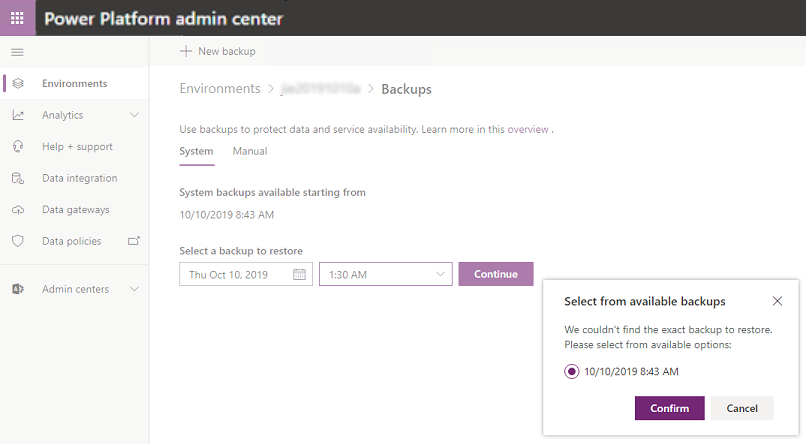 Power Platform admin center
New backup
Environments
Analytics
Help + support
Data integration
Data gateways
Data policies
Admin centers
Environments > > Backups
Use backups to protect data and service availability. Learn more in this overview .
System Manual
System backups available starting from
10/10/2019 8:43 AM
Select a backup to restore
Thu Oct 10, 2019 1:30 AM Continue
Select from available backups
We couldn't find the exact backup to restore.
Please select from available options:
10/10/2019 8:43 AM
Confirm Cancel